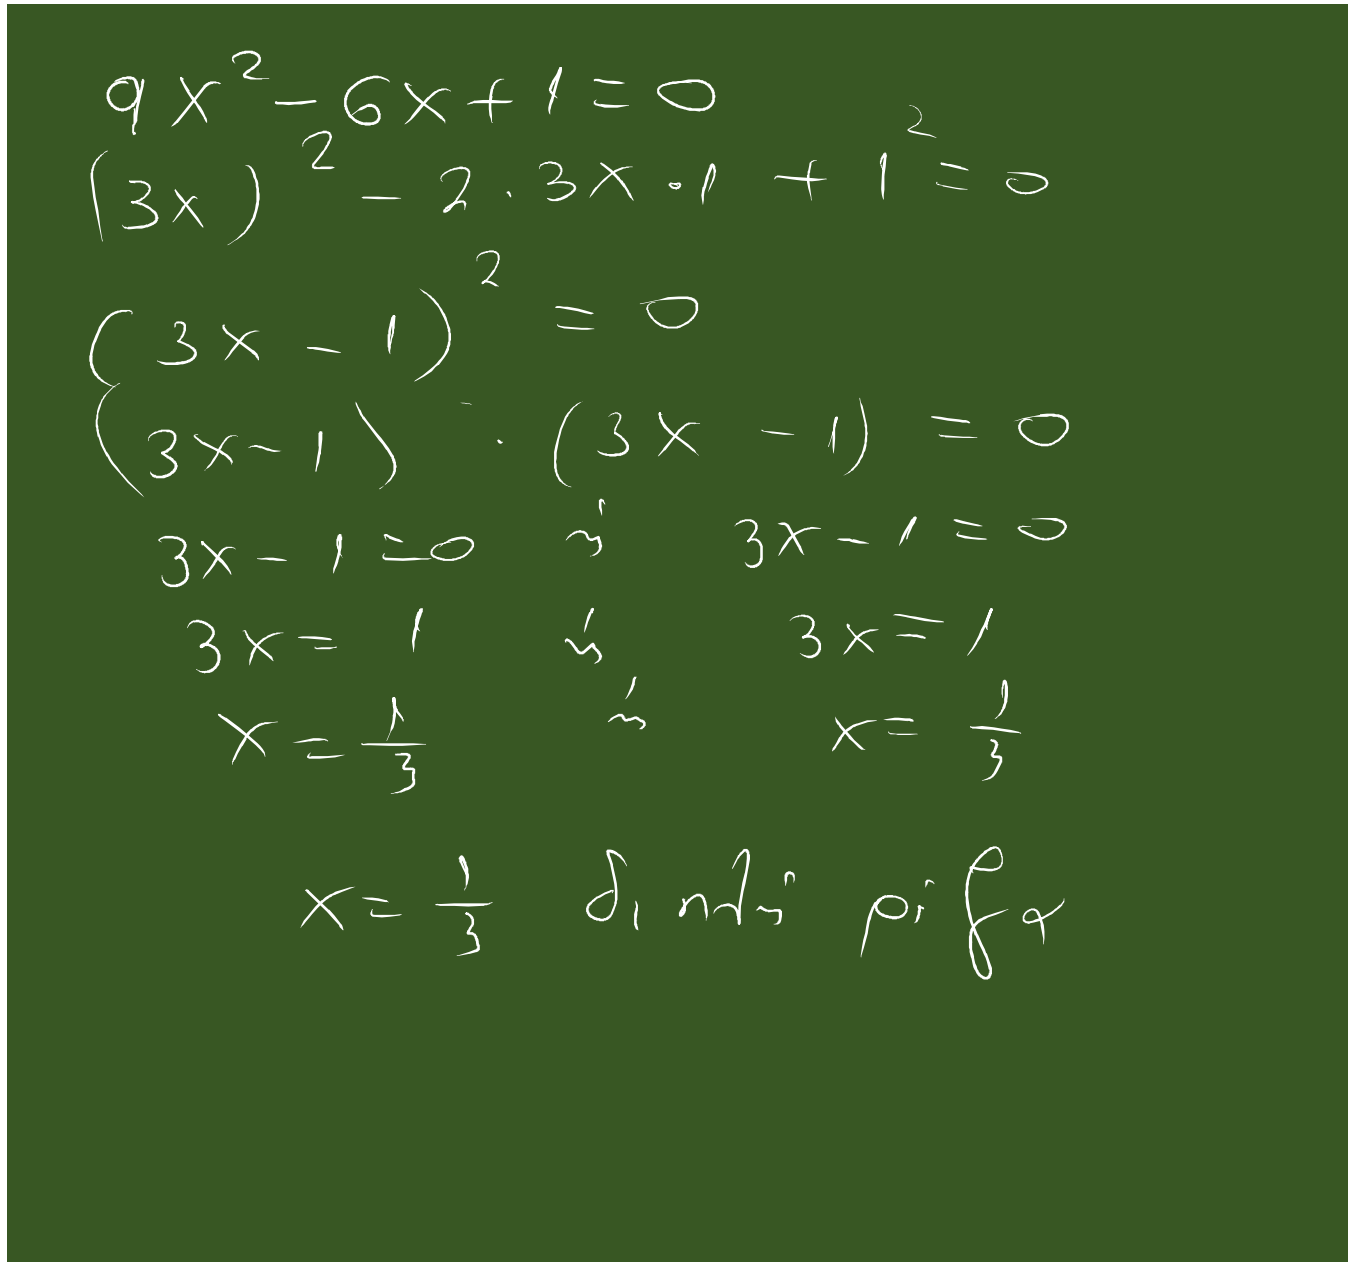 9x² - 6x + 1 = 0
(3x)² - 2 · 3x · 1 + 1² = 0
(3x - 1)² = 0
(3x - 1) · (3x - 1) = 0
3x - 1 = 0 ή 3x - 1 = 0
3x = 1 ή 3x = 1
x = 1/3 ή x = 1/3
x = 1/3 διπλή ρίζα